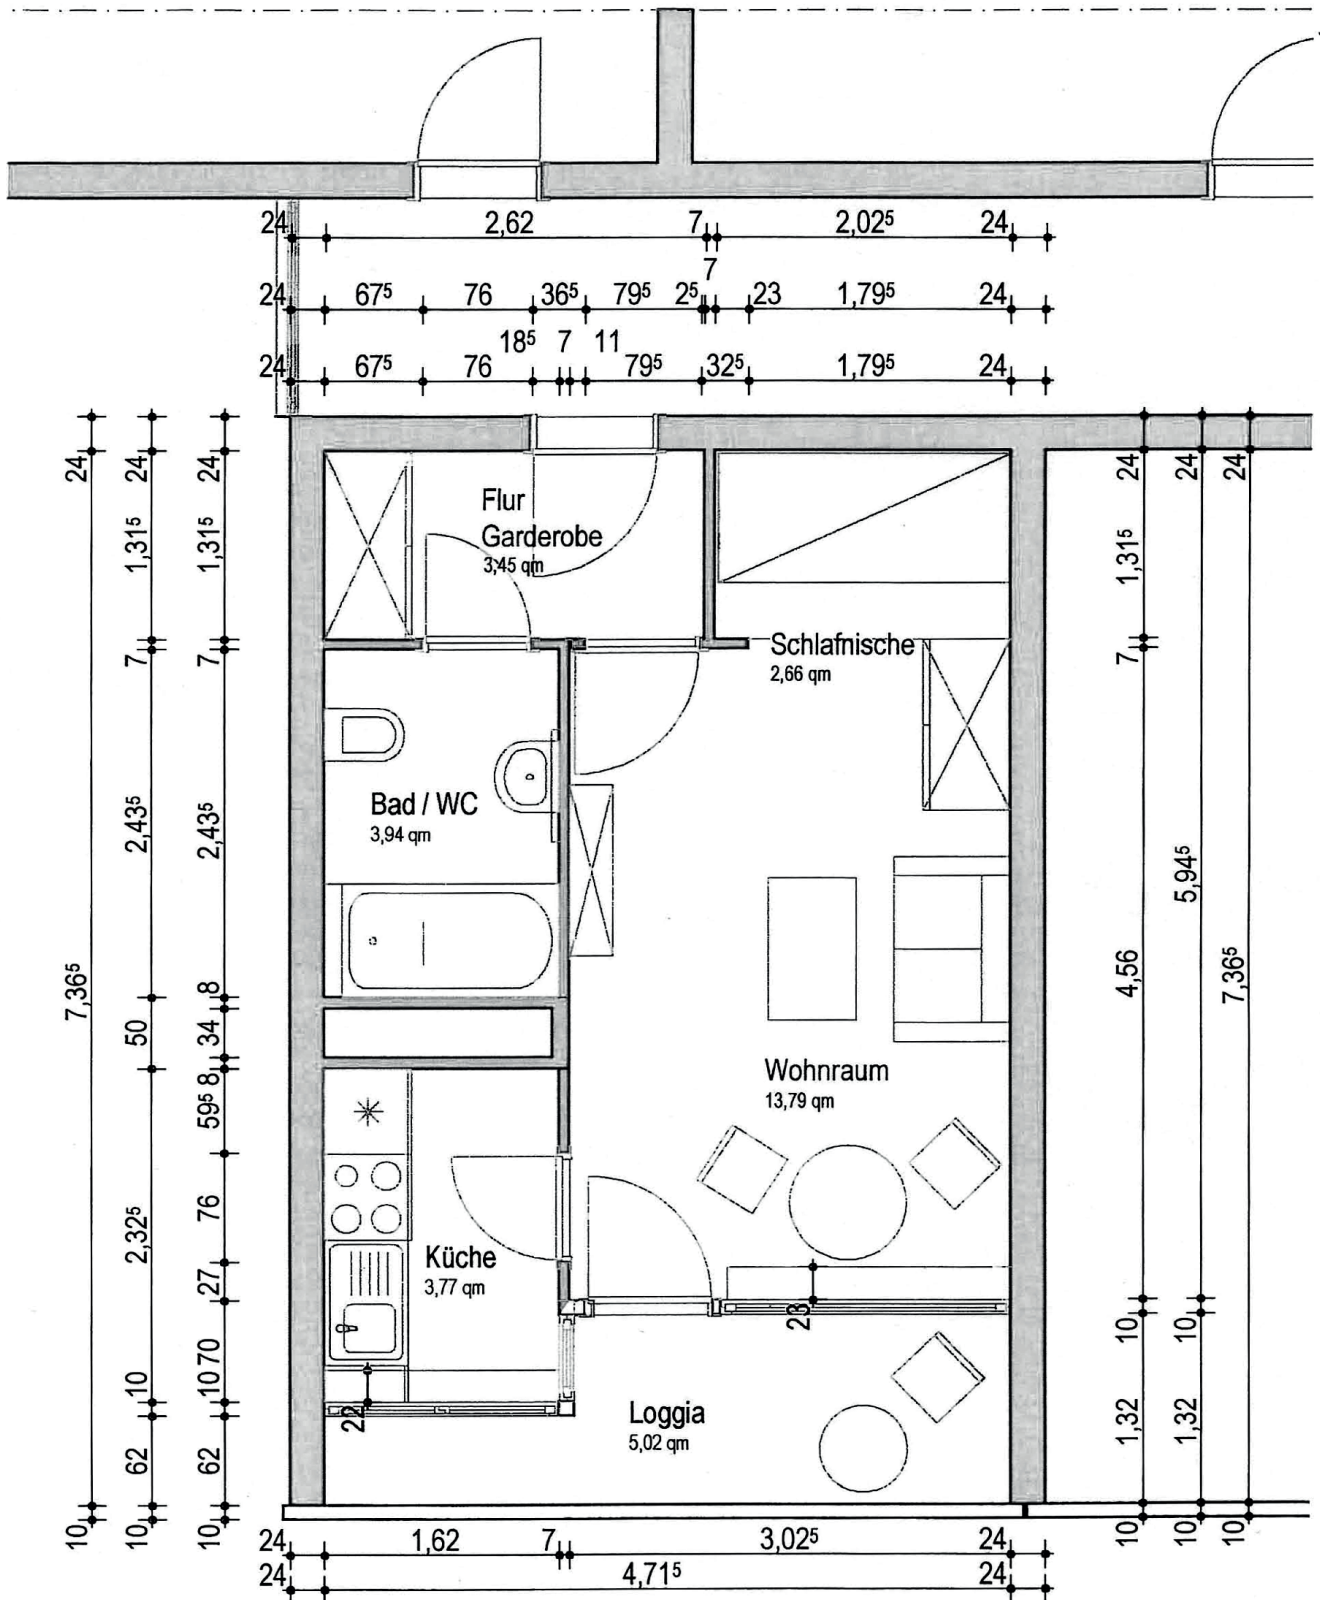 24 2,62 7 2,02⁵ 24
7
24 67⁵ 76 36⁵ 79⁵ 2⁵ 23 1,79⁵ 24
18⁵ 7 11
24 67⁵ 76 79⁵ 32⁵ 1,79⁵ 24
24
7,36⁵
10
24
1,31⁵
7
2,43⁵
50
2,32⁵
10
62
10
24
1,31⁵
7
2,43⁵
8
34
8
59⁵
76
27
70
10
62
10
Flur
Garderobe
3,45 qm
Schlafnische
2,66 qm
Bad / WC
3,94 qm
Wohnraum
13,79 qm
Küche
3,77 qm
23
22
Loggia
5,02 qm
24
1,31⁵
7
4,56
10
1,32
10
24
5,94⁵
10
1,32
10
24
7,36⁵
10
24 1,62 7 3,02⁵ 24
24 4,71⁵ 24